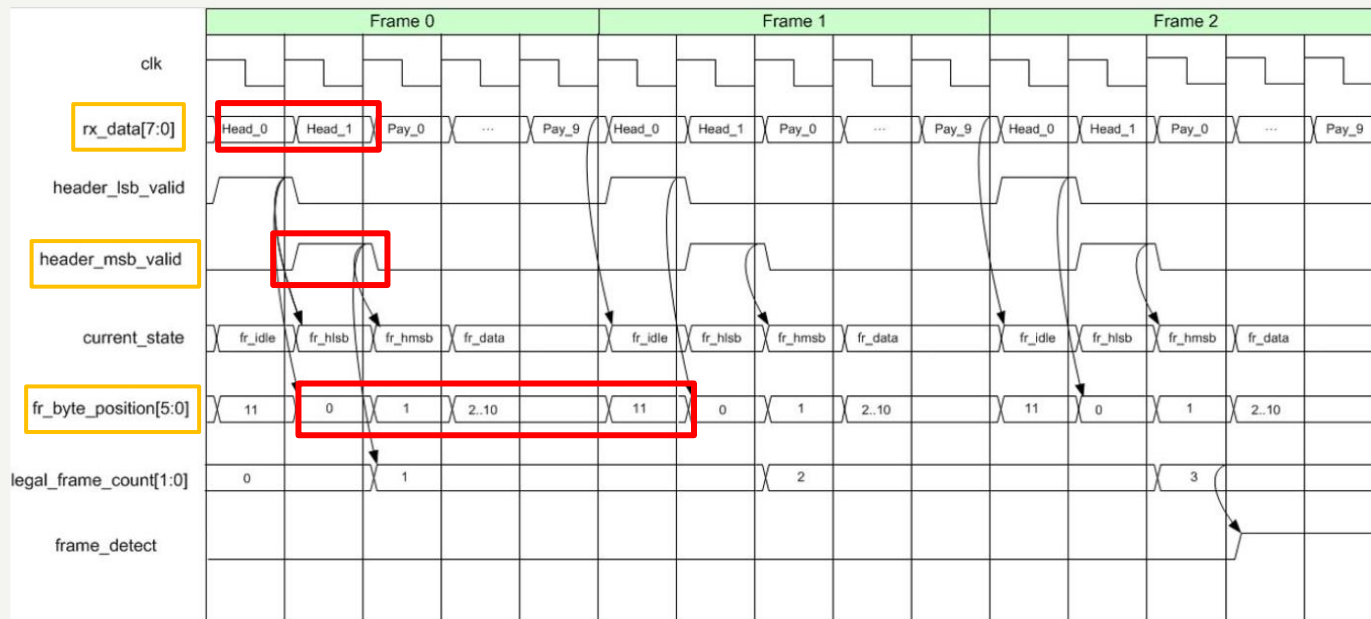 Frame 0 Frame 1 Frame 2
clk
rx_data[7:0] Head_0 Head_1 Pay_0 ... Pay_9 Head_0 Head_1 Pay_0 ... Pay_9 Head_0 Head_1 Pay_0 ... Pay_9
header_lsb_valid
header_msb_valid
current_state fr_idle fr_hlsb fr_hmsb fr_data fr_idle fr_hlsb fr_hmsb fr_data fr_idle fr_hlsb fr_hmsb fr_data
fr_byte_position[5:0] 11 0 1 2..10 11 0 1 2..10 11 0 1 2..10
legal_frame_count[1:0] 0 1 2 3
frame_detect